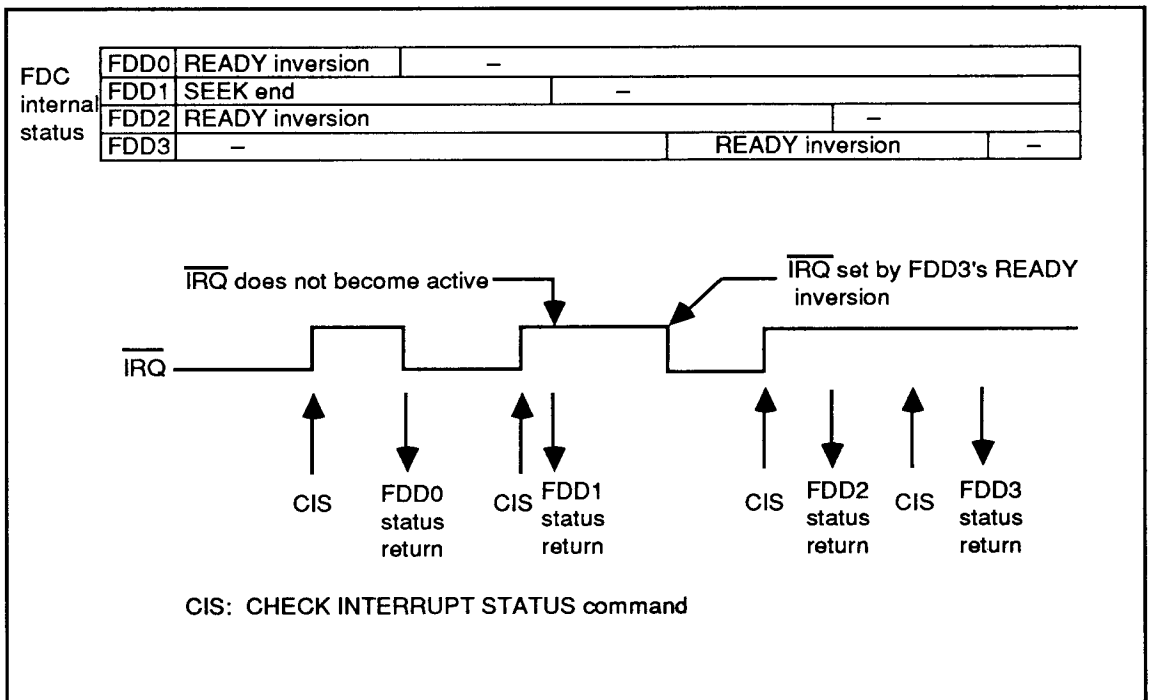 FDC
internal
status
FDD0 READY inversion –
FDD1 SEEK end –
FDD2 READY inversion –
FDD3 – READY inversion –
IRQ does not become active
IRQ set by FDD3's READY
inversion
IRQ
CIS
FDD0
status
return
CIS
FDD1
status
return
CIS
FDD2
status
return
CIS
FDD3
status
return
CIS: CHECK INTERRUPT STATUS command